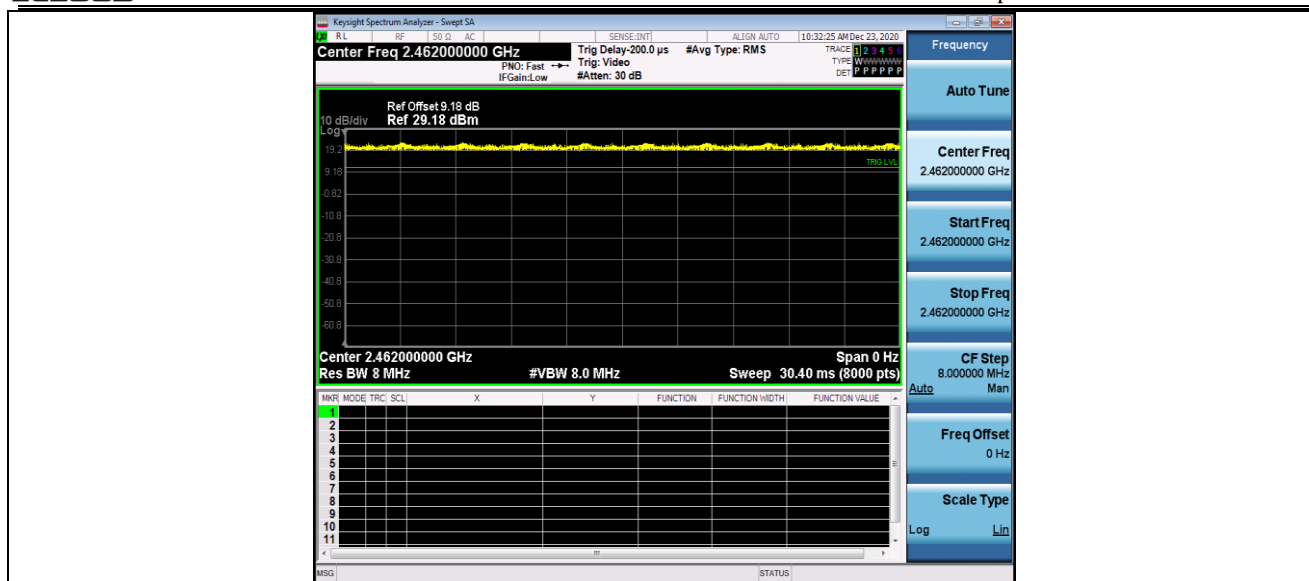 Keysight Spectrum Analyzer - Swept SA
RL RF 50 Ω AC SENSE:INT ALIGN AUTO 10:32:25 AM Dec 23, 2020
Center Freq 2.462000000 GHz
PNO: Fast
IFGain:Low
Trig Delay-200.0 µs
Trig: Video
#Atten: 30 dB
#Avg Type: RMS
TRACE 1 2 3 4 5 6
TYPE WWWWWW
DET P P P P P P
Ref Offset 9.18 dB
10 dB/div Ref 29.18 dBm
Log
19.2
9.18
-0.82
-10.8
-20.8
-30.8
-40.8
-50.8
-60.8
TRIG LVL
Center 2.462000000 GHz Span 0 Hz
Res BW 8 MHz #VBW 8.0 MHz Sweep 30.40 ms (8000 pts)
MKR MODE TRC SCL X Y FUNCTION FUNCTION WIDTH FUNCTION VALUE
1
2
3
4
5
6
7
8
9
10
11
MSG STATUS
Frequency
Auto Tune
Center Freq
2.462000000 GHz
Start Freq
2.462000000 GHz
Stop Freq
2.462000000 GHz
CF Step
8.000000 MHz
Auto Man
Freq Offset
0 Hz
Scale Type
Log Lin